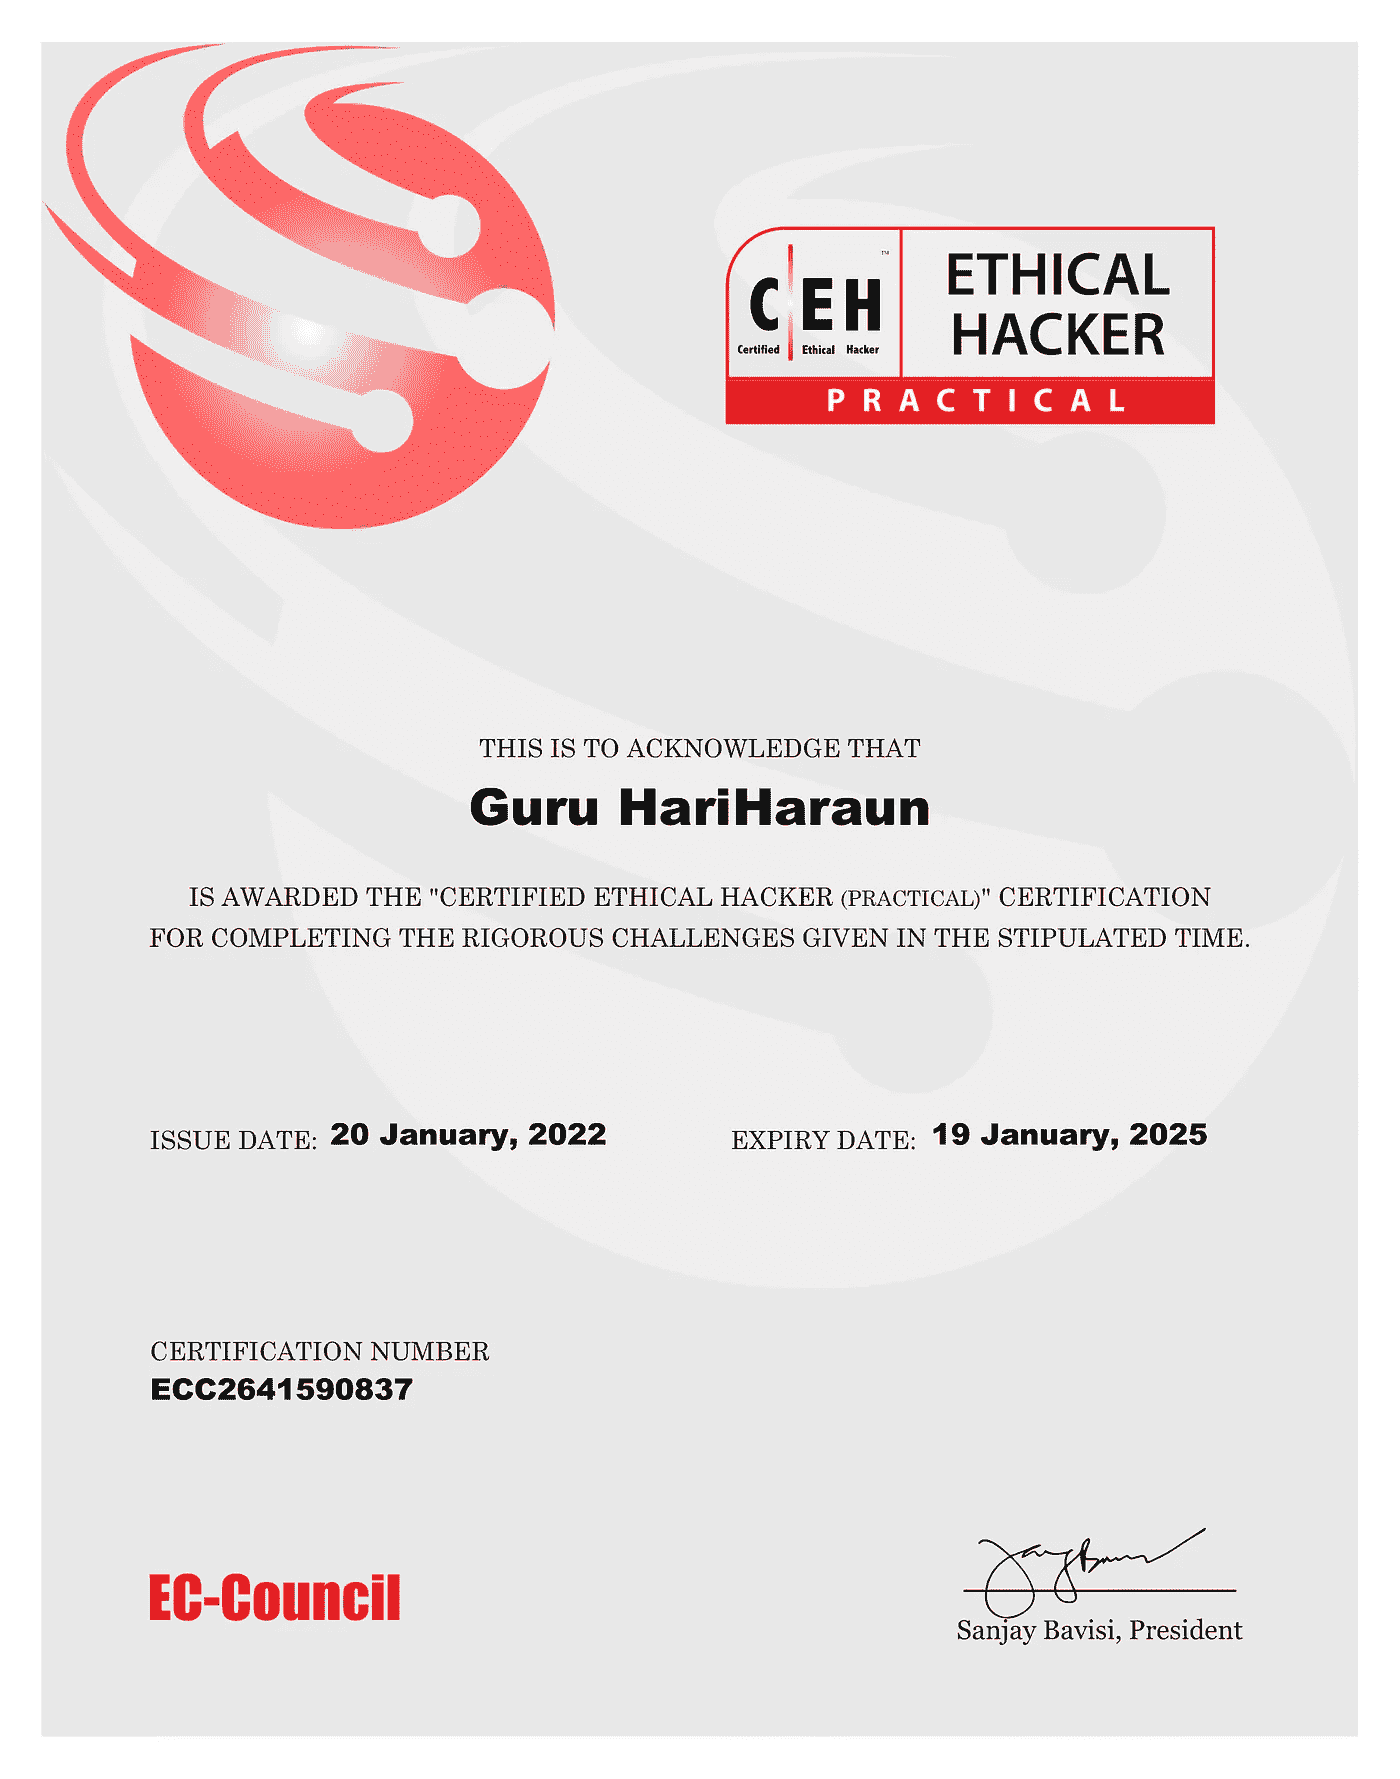 C|EH™
Certified Ethical Hacker
ETHICAL
HACKER
PRACTICAL
THIS IS TO ACKNOWLEDGE THAT
Guru HariHaraun
IS AWARDED THE "CERTIFIED ETHICAL HACKER (PRACTICAL)" CERTIFICATION
FOR COMPLETING THE RIGOROUS CHALLENGES GIVEN IN THE STIPULATED TIME.
ISSUE DATE: 20 January, 2022 EXPIRY DATE: 19 January, 2025
CERTIFICATION NUMBER
ECC2641590837
EC-Council
Sanjay Bavisi, President